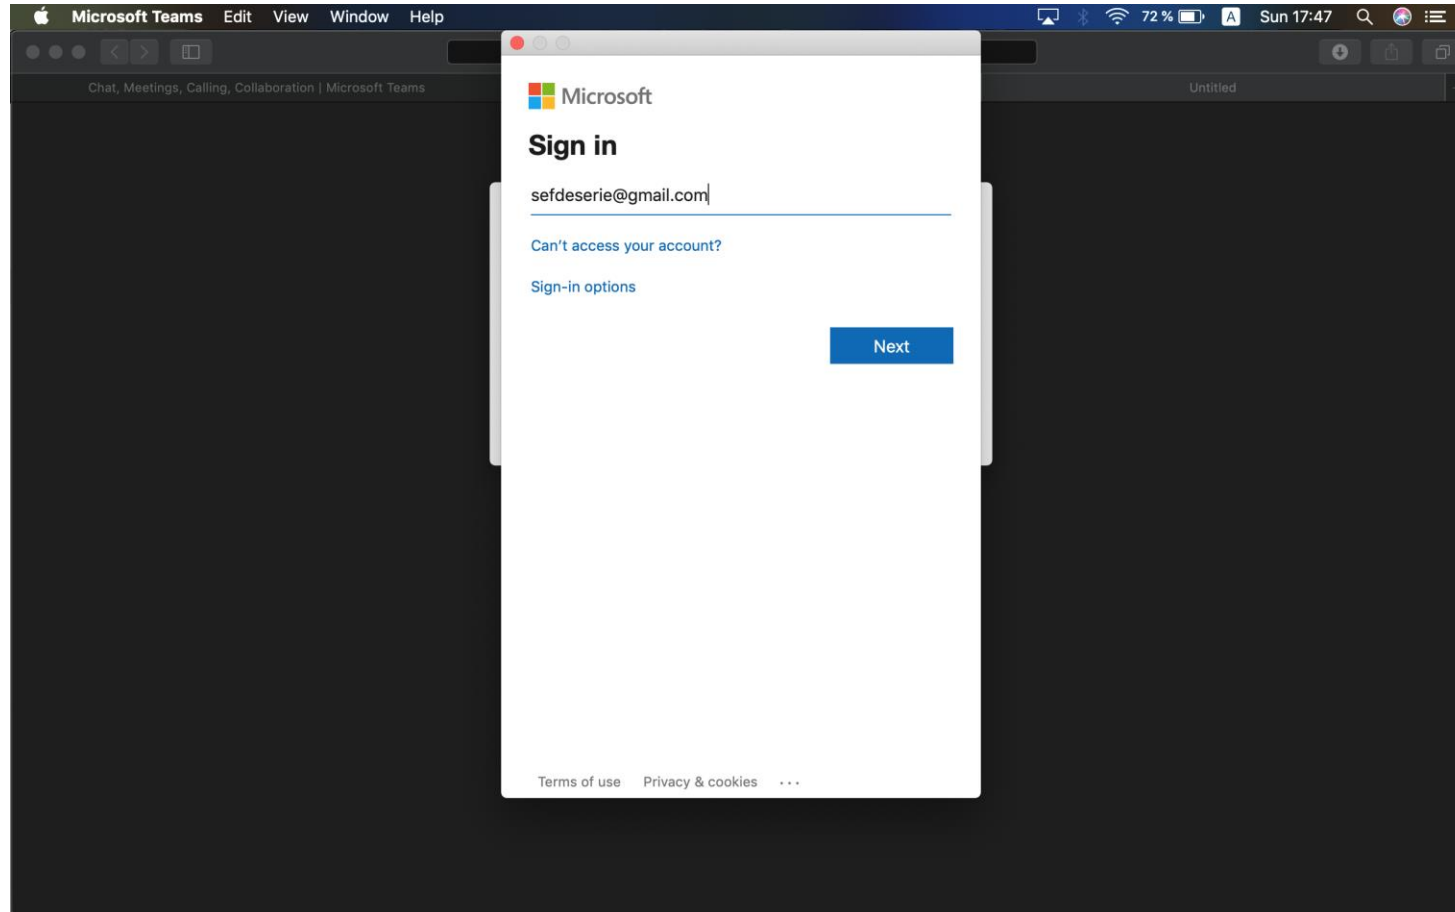 Microsoft Teams Edit View Window Help 72 % A Sun 17:47
Chat, Meetings, Calling, Collaboration | Microsoft Teams Untitled
Microsoft
Sign in
sefdeserie@gmail.com
Can't access your account?
Sign-in options
Next
Terms of use Privacy & cookies ···